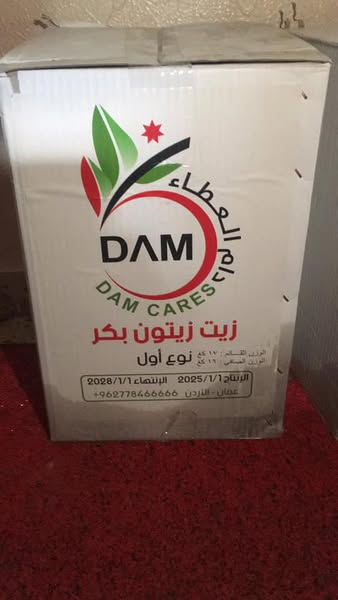 دام العطاء
DAM
DAM CARES
زيت زيتون بكر
نوع أول
الوزن القائم : ١٧ كغ
الوزن الصافي : ١٦ كغ
الإنتاج 2025/1/1 الإنتهاء 2028/1/1
عمان - الأردن +962778466666